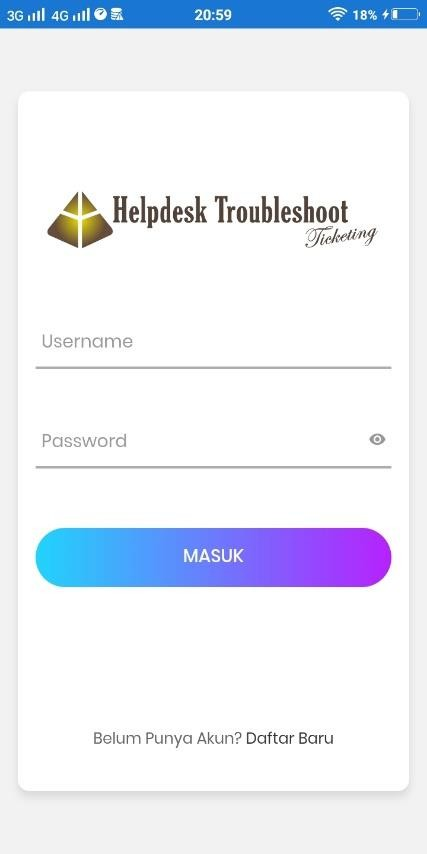 3G 4G 20:59 18%
Helpdesk Troubleshoot
Ticketing
Username
Password
MASUK
Belum Punya Akun? Daftar Baru